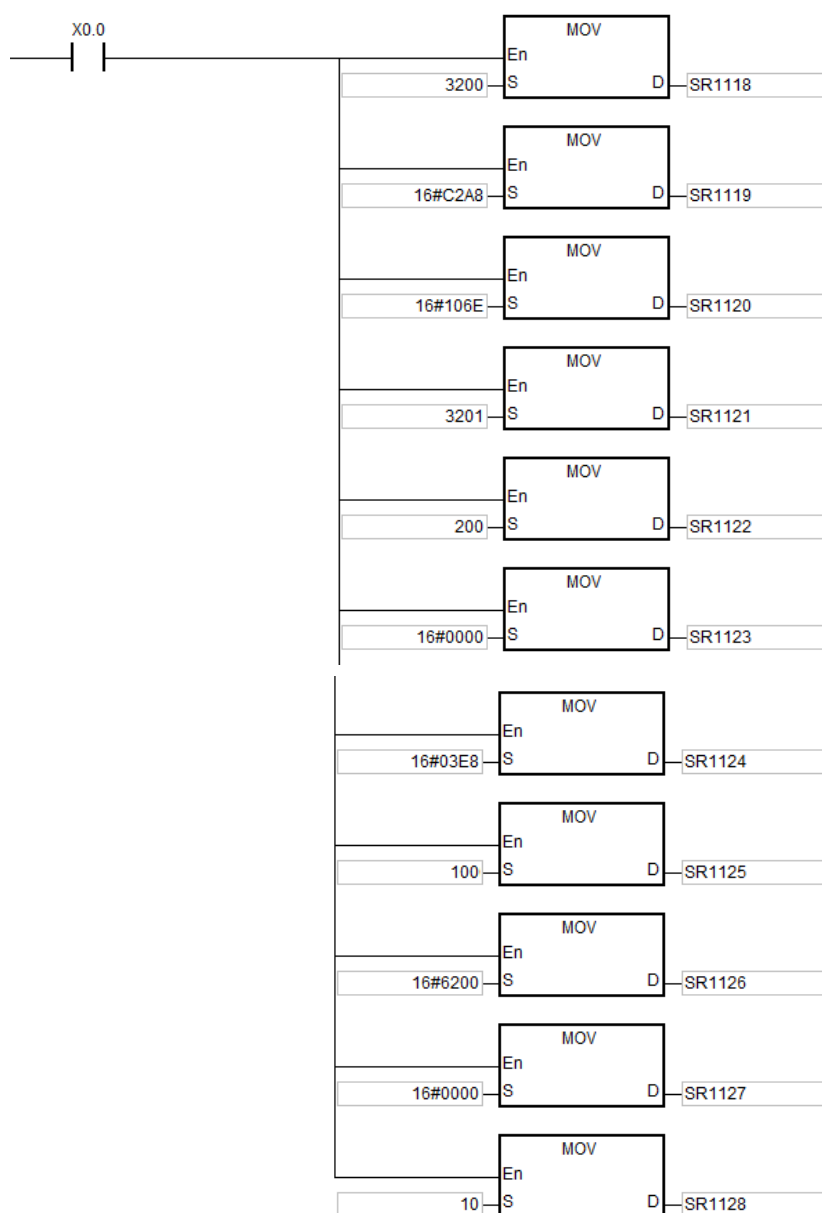 X0.0
MOV
En
3200 S D SR1118
MOV
En
16#C2A8 S D SR1119
MOV
En
16#106E S D SR1120
MOV
En
3201 S D SR1121
MOV
En
200 S D SR1122
MOV
En
16#0000 S D SR1123
MOV
En
16#03E8 S D SR1124
MOV
En
100 S D SR1125
MOV
En
16#6200 S D SR1126
MOV
En
16#0000 S D SR1127
MOV
En
10 S D SR1128